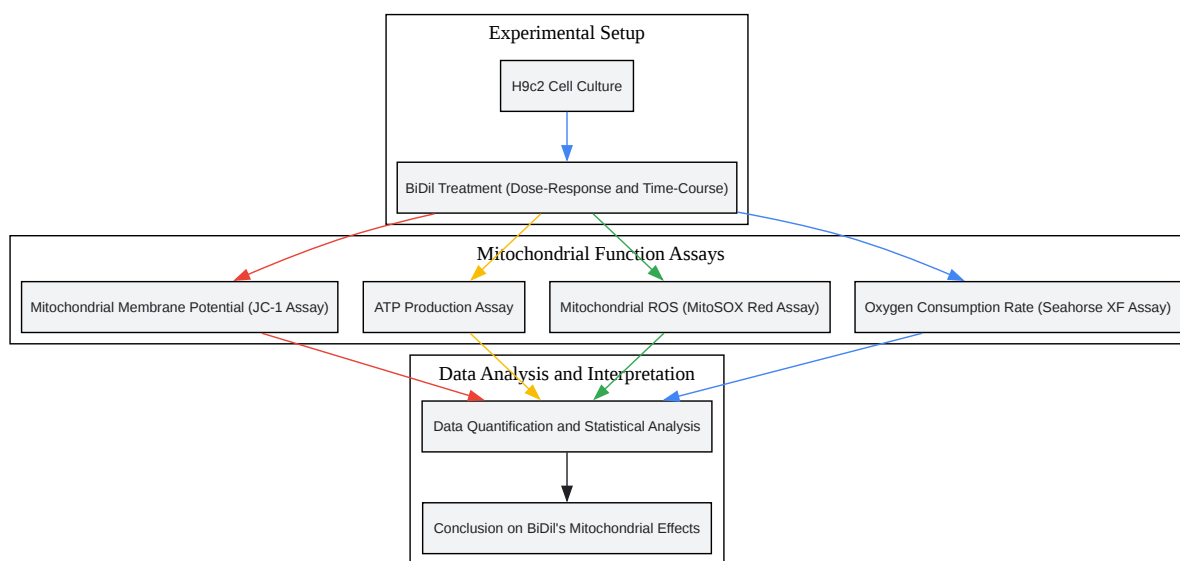 Experimental Setup
H9c2 Cell Culture
BiDil Treatment (Dose-Response and Time-Course)
Mitochondrial Function Assays
Mitochondrial Membrane Potential (JC-1 Assay)
ATP Production Assay
Mitochondrial ROS (MitoSOX Red Assay)
Oxygen Consumption Rate (Seahorse XF Assay)
Data Analysis and Interpretation
Data Quantification and Statistical Analysis
Conclusion on BiDil's Mitochondrial Effects